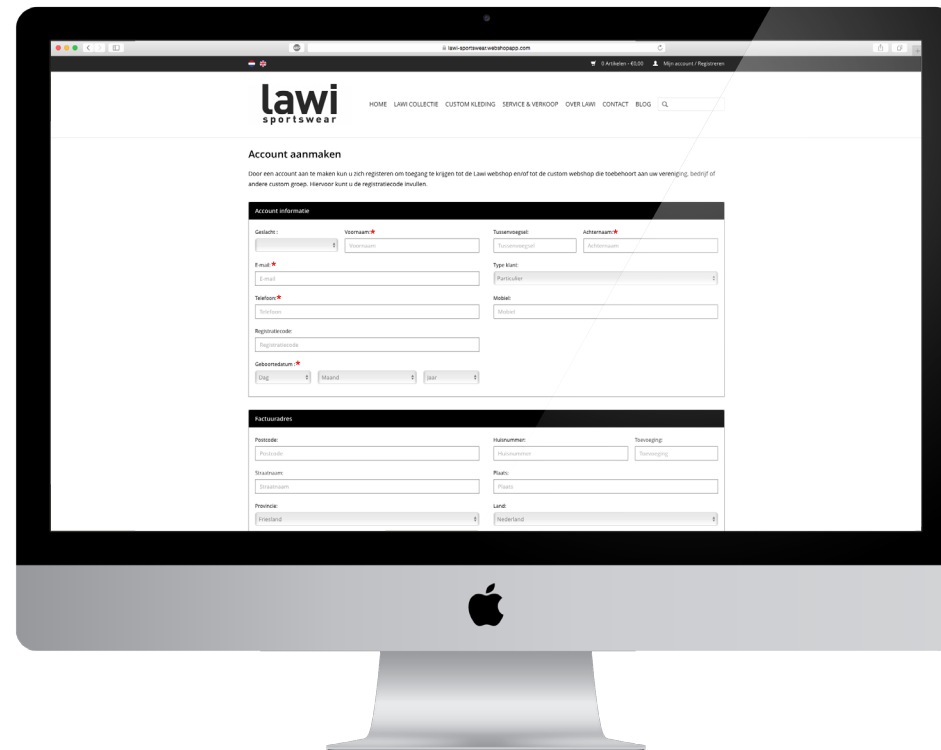 lawi-sportswear.webshopapp.com
0 Artikelen - €0,00 Mijn account / Registreren
lawi
sportswear
HOME LAWI COLLECTIE CUSTOM KLEDING SERVICE & VERKOOP OVER LAWI CONTACT BLOG
Account aanmaken
Door een account aan te maken kun u zich registeren om toegang te krijgen tot de Lawi webshop en/of tot de custom webshop die toebehoort aan uw vereniging, bedrijf of
andere custom groep. Hiervoor kunt u de registratiecode invullen.
Account informatie
Geslacht : Voornaam:* Tussenvoegsel: Achternaam:*
Voornaam Tussenvoegsel Achternaam
E-mail:* Type klant:
E-mail Particulier
Telefoon:* Mobiel:
Telefoon Mobiel
Registratiecode:
Registratiecode
Geboortedatum :*
Dag Maand Jaar
Factuuradres
Postcode: Huisnummer: Toevoeging:
Postcode Huisnummer Toevoeging
Straatnaam: Plaats:
Straatnaam Plaats
Provincie: Land:
Friesland Nederland